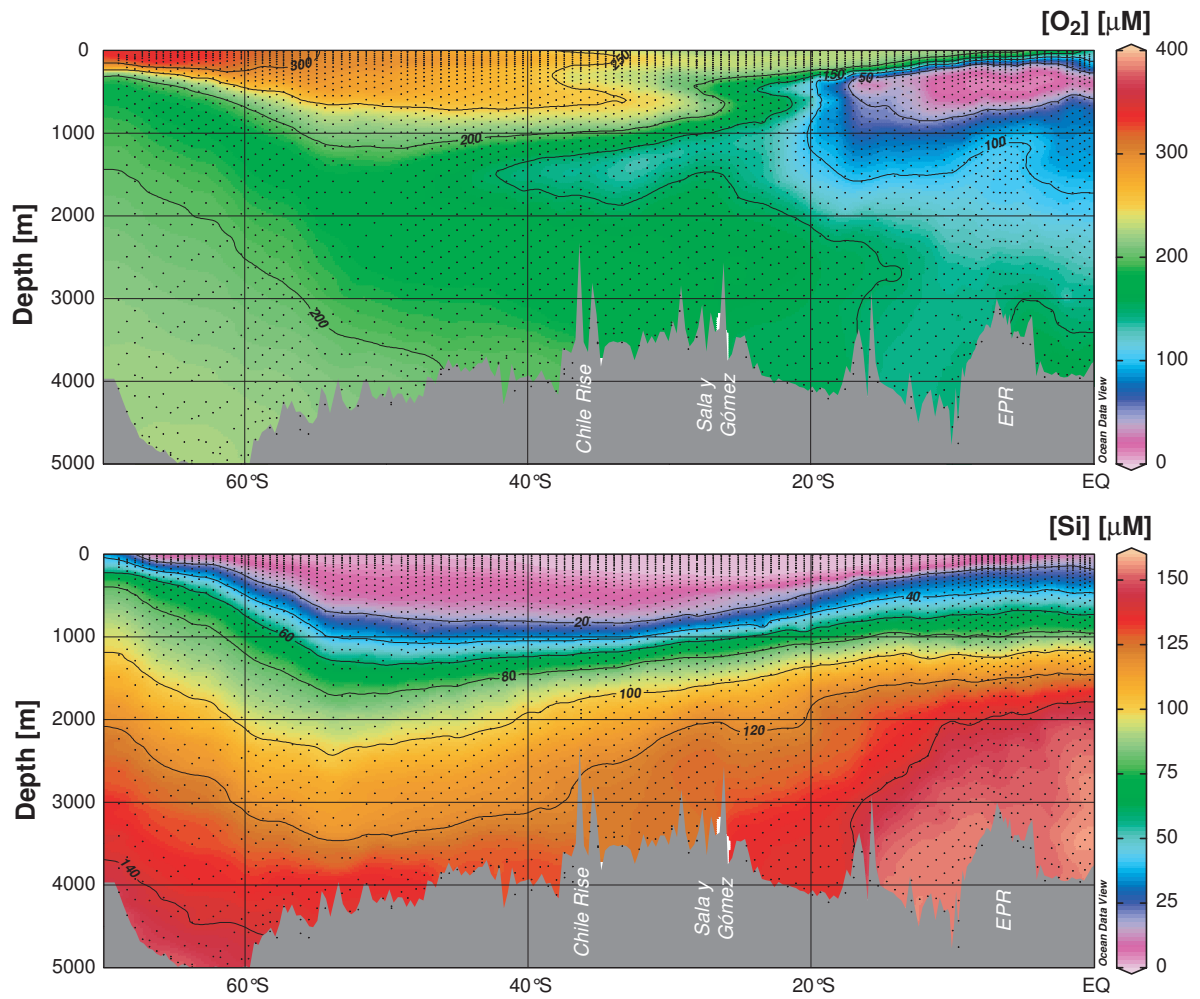 [O2] [μM]
0
1000
2000
3000
4000
5000
Depth [m]
300
250
200
150
50
100
200
Chile Rise
Sala y
Gómez
EPR
Ocean Data View
60°S
40°S
20°S
EQ
400
300
200
100
0
[Si] [μM]
0
1000
2000
3000
4000
5000
Depth [m]
20
40
60
80
100
120
140
Chile Rise
Sala y
Gómez
EPR
Ocean Data View
60°S
40°S
20°S
EQ
150
125
100
75
50
25
0